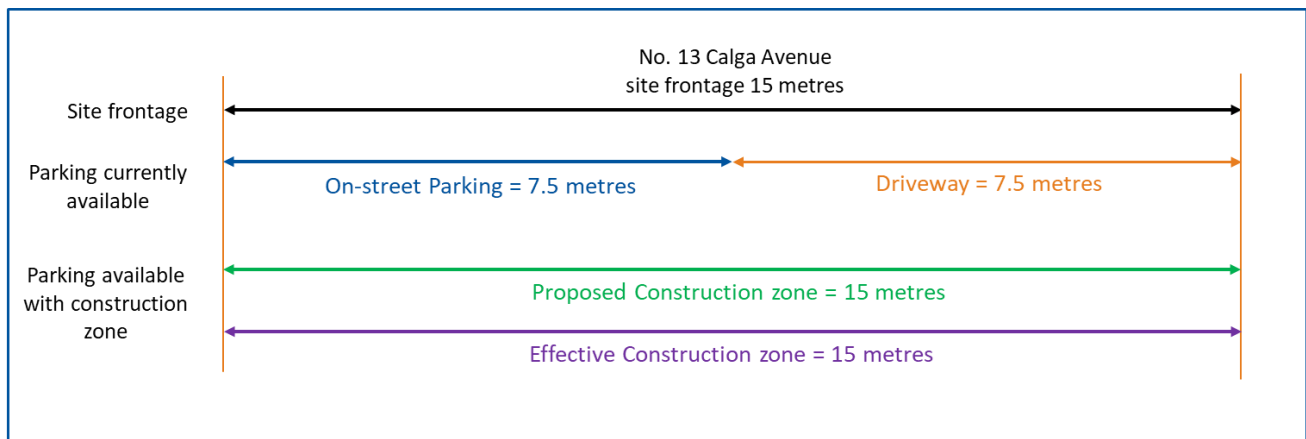 No. 13 Calga Avenue
site frontage 15 metres
Site frontage
Parking currently
available
On-street Parking = 7.5 metres
Driveway = 7.5 metres
Parking available
with construction
zone
Proposed Construction zone = 15 metres
Effective Construction zone = 15 metres